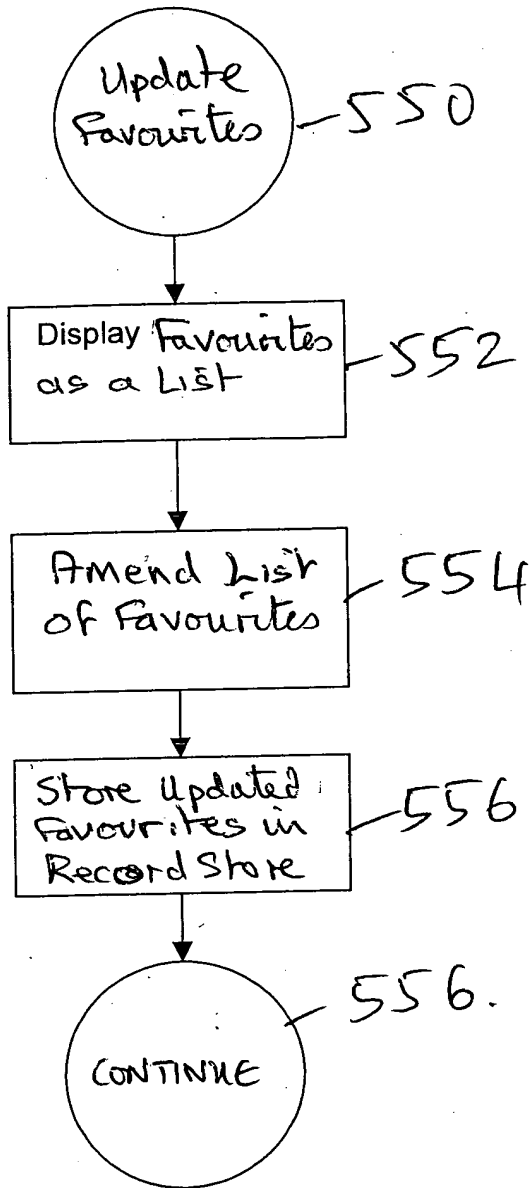 Update
Favourites
550
Display Favourites
as a List
552
Amend List
of Favourites
554
Store Updated
Favourites in
Record Store
556
CONTINUE
556.